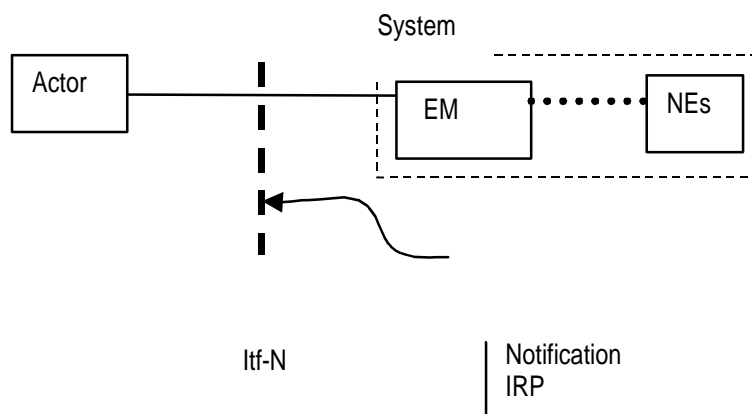 System
Actor
EM
NEs
Itf-N
Notification
IRP